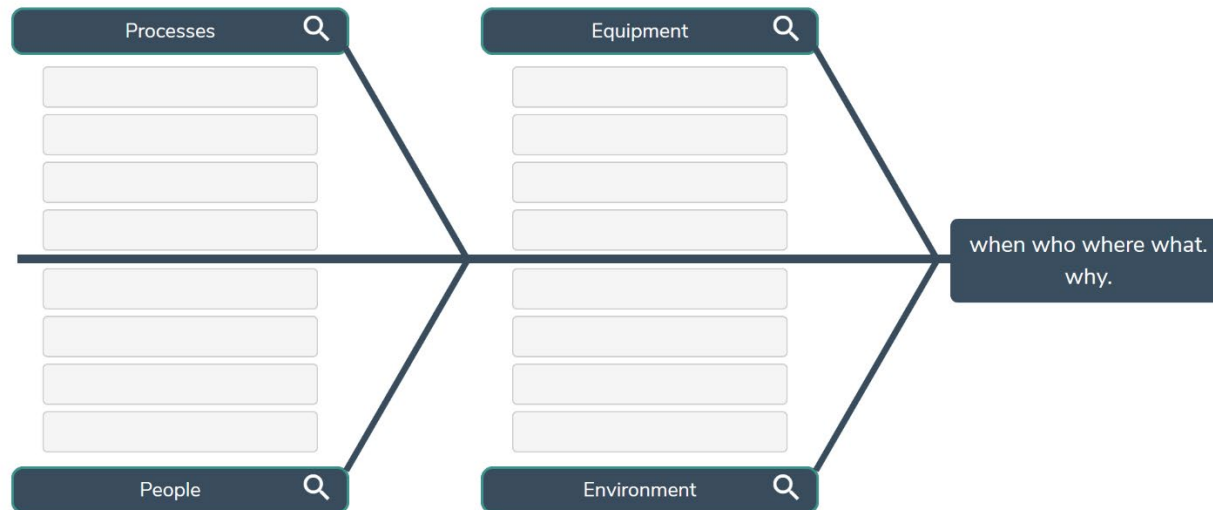 Processes
Equipment
when who where what.
why.
People
Environment